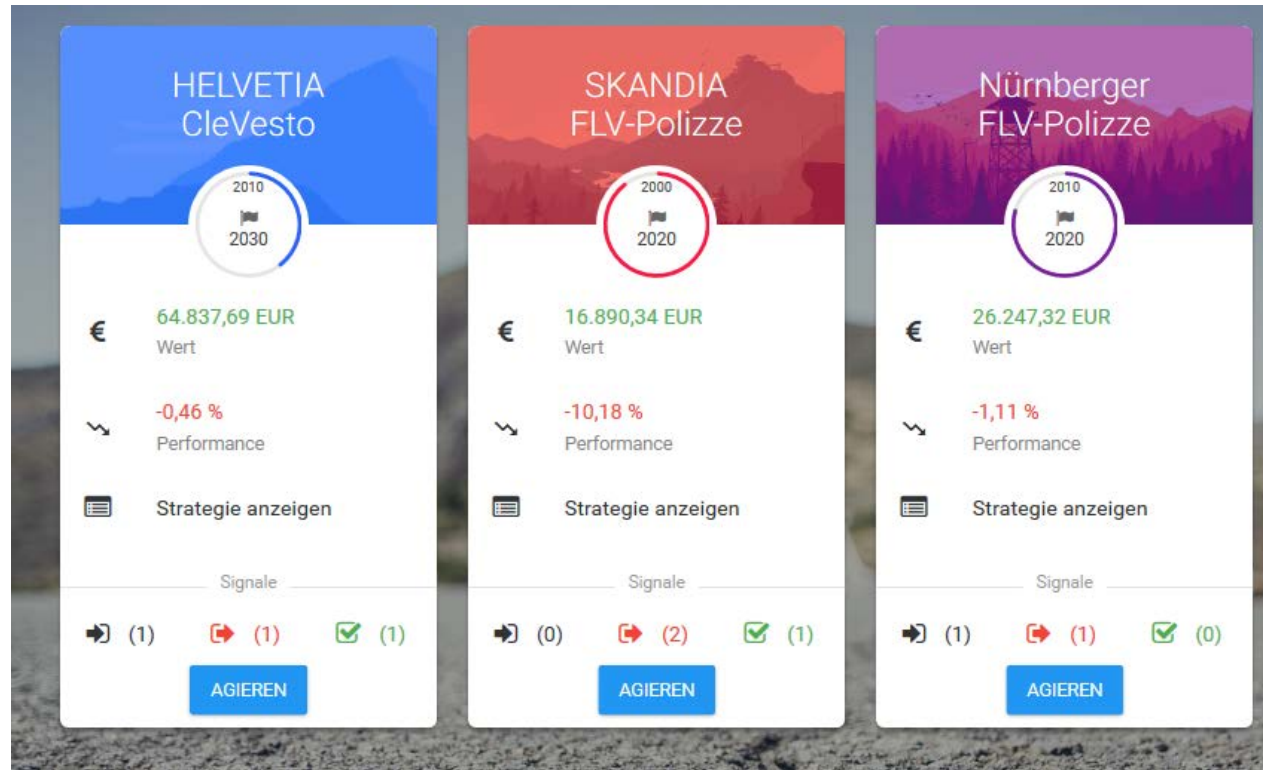 HELVETIA
CleVesto
2010
2030
64.837,69 EUR
Wert
-0,46 %
Performance
Strategie anzeigen
Signale
(1) (1) (1)
AGIEREN
SKANDIA
FLV-Polizze
2000
2020
16.890,34 EUR
Wert
-10,18 %
Performance
Strategie anzeigen
Signale
(0) (2) (1)
AGIEREN
Nürnberger
FLV-Polizze
2010
2020
26.247,32 EUR
Wert
-1,11 %
Performance
Strategie anzeigen
Signale
(1) (1) (0)
AGIEREN